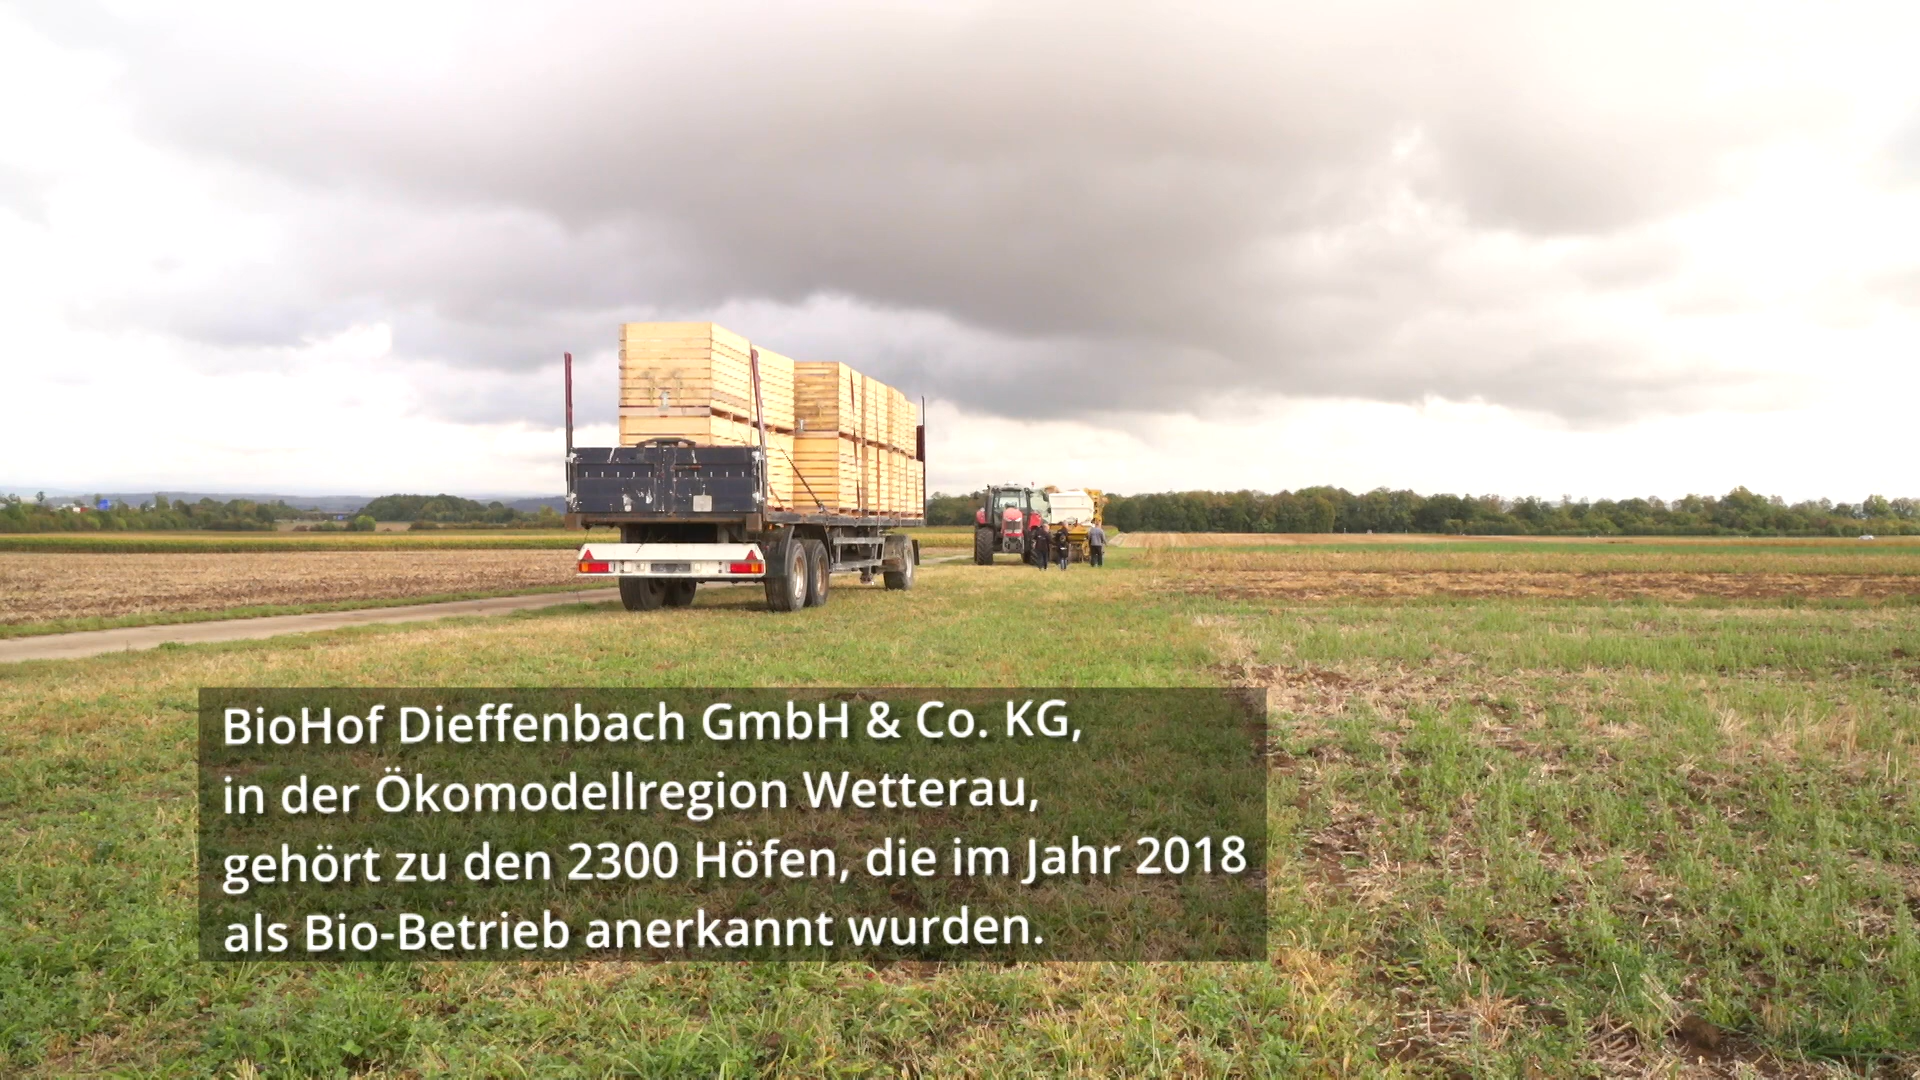 BioHof Dieffenbach GmbH & Co. KG,
in der Ökomodellregion Wetterau,
gehört zu den 2300 Höfen, die im Jahr 2018
als Bio-Betrieb anerkannt wurden.